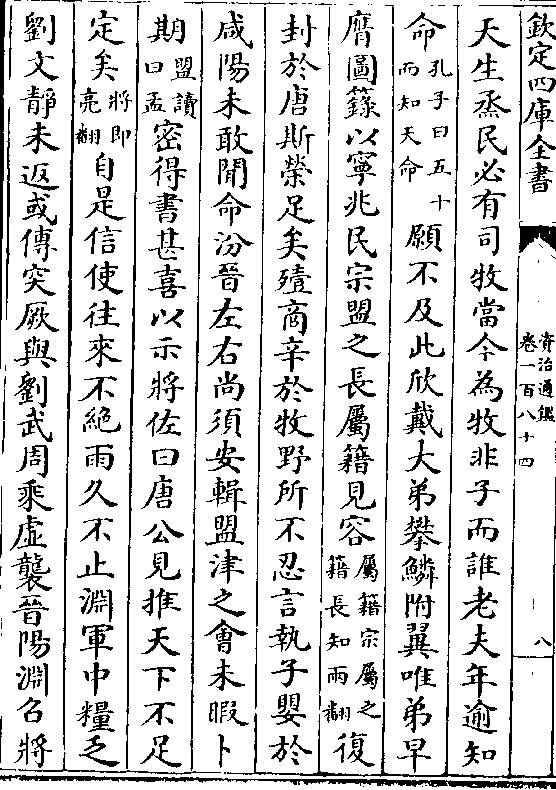 欽定四庫全書
資治通鑑
卷一百八十四
八
天生烝民必有司牧當今為牧非子而誰老夫年逾知
命孔子曰五十而知天命願不及此欣戴大弟攀鱗附翼唯弟早
膺圖籙以寧兆民宗盟之長屬籍見容屬籍宗屬之籍長知兩翻復
封於唐斯榮足矣殪商辛於牧野所不忍言執子嬰於
咸陽未敢聞命汾晉左右尚須安輯盟津之會未暇卜
期盟讀曰孟密得書甚喜以示將佐曰唐公見推天下不足
定矣將即亮翻自是信使往來不絕雨久不止淵軍中糧乏
劉文靜未返或傳突厥與劉武周乘虛襲晉陽淵召將